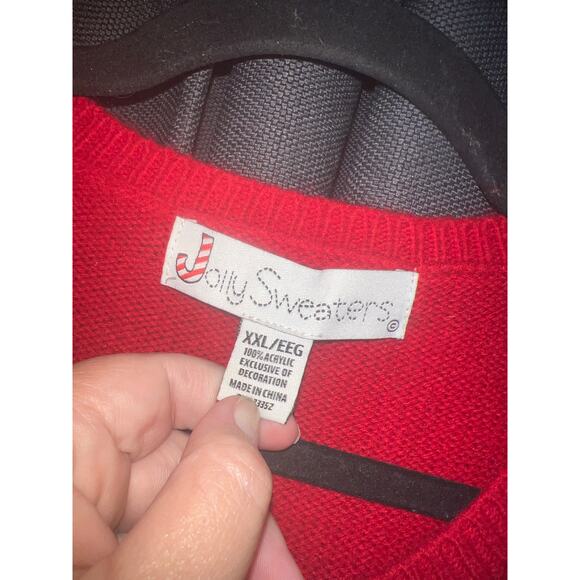 Jolly Sweaters ©
XXL/EEG
100% ACRYLIC
EXCLUSIVE OF
DECORATION
MADE IN CHINA